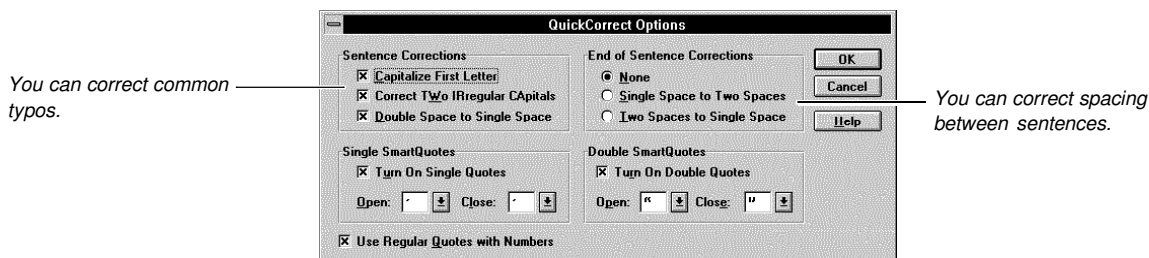 QuickCorrect Options
You can correct common
typos.
Sentence Corrections
Capitalize First Letter
Correct TWo IRregular CApitals
Double Space to Single Space
End of Sentence Corrections
None
Single Space to Two Spaces
Two Spaces to Single Space
OK
Cancel
Help
You can correct spacing
between sentences.
Single SmartQuotes
Turn On Single Quotes
Open: ‘ Close: ’
Double SmartQuotes
Turn On Double Quotes
Open: “ Close: ”
Use Regular Quotes with Numbers